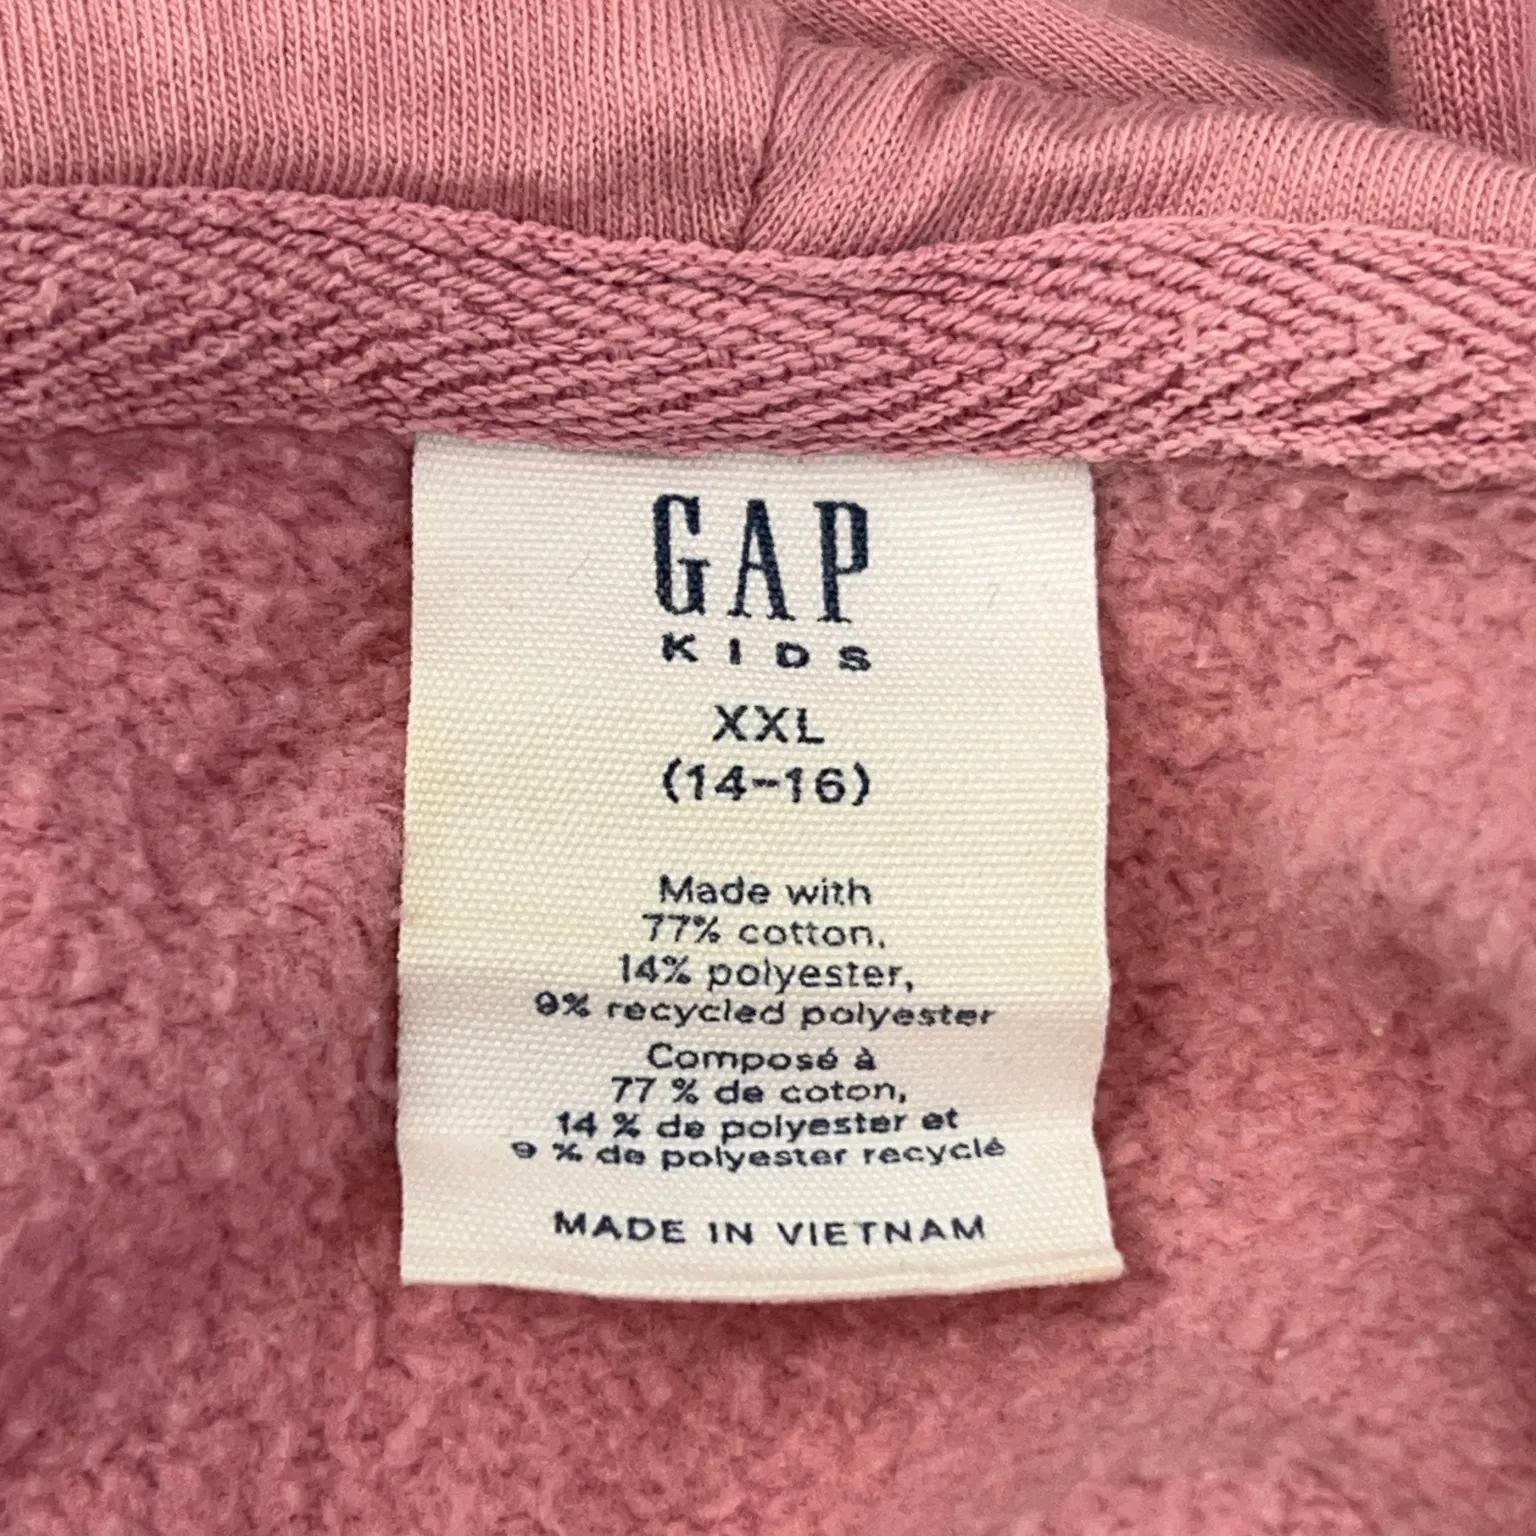 GAP
KIDS
XXL
(14-16)
Made with
77% cotton,
14% polyester,
9% recycled polyester
Composé à
77 % de coton,
14 % de polyester et
9 % de polyester recyclé
MADE IN VIETNAM